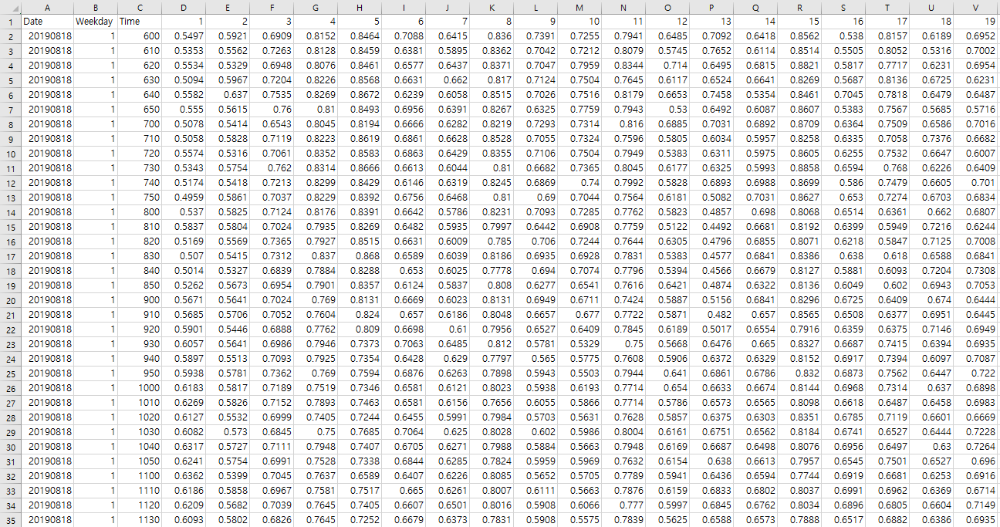 A B C D E F G H I J K L M N O P Q R S T U V
1 Date Weekday Time 1 2 3 4 5 6 7 8 9 10 11 12 13 14 15 16 17 18 19
2 20190818 1 600 0.5497 0.5921 0.6909 0.8152 0.8464 0.7088 0.6415 0.836 0.7391 0.7255 0.7941 0.6485 0.7092 0.6418 0.8562 0.538 0.8157 0.6189 0.6952
3 20190818 1 610 0.5353 0.5562 0.7263 0.8128 0.8459 0.6381 0.5895 0.8362 0.7042 0.7212 0.8079 0.5745 0.7652 0.6114 0.8514 0.5505 0.8052 0.5316 0.7002
4 20190818 1 620 0.5534 0.5329 0.6948 0.8076 0.8461 0.6577 0.6437 0.8371 0.7047 0.7959 0.8344 0.714 0.6495 0.6815 0.8821 0.5817 0.7717 0.6231 0.6954
5 20190818 1 630 0.5094 0.5967 0.7204 0.8226 0.8568 0.6631 0.662 0.817 0.7124 0.7504 0.7645 0.6117 0.6524 0.6641 0.8269 0.5687 0.8136 0.6725 0.6231
6 20190818 1 640 0.5582 0.637 0.7535 0.8269 0.8672 0.6239 0.6058 0.8515 0.7026 0.7516 0.8179 0.6653 0.7458 0.5354 0.8461 0.7045 0.7818 0.6479 0.6487
7 20190818 1 650 0.555 0.5615 0.76 0.81 0.8493 0.6956 0.6391 0.8267 0.6325 0.7759 0.7943 0.53 0.6492 0.6087 0.8607 0.5383 0.7567 0.5685 0.5716
8 20190818 1 700 0.5078 0.5414 0.6543 0.8045 0.8194 0.6666 0.6282 0.8219 0.7293 0.7314 0.816 0.6885 0.7031 0.6892 0.8709 0.6364 0.7509 0.6586 0.7016
9 20190818 1 710 0.5058 0.5828 0.7119 0.8223 0.8619 0.6861 0.6628 0.8528 0.7055 0.7324 0.7596 0.5805 0.6034 0.5957 0.8258 0.6335 0.7058 0.7376 0.6682
10 20190818 1 720 0.5574 0.5316 0.7061 0.8352 0.8583 0.6863 0.6429 0.8355 0.7106 0.7504 0.7949 0.5383 0.6311 0.5975 0.8605 0.6255 0.7532 0.6647 0.6007
11 20190818 1 730 0.5343 0.5754 0.762 0.8314 0.8666 0.6613 0.6044 0.81 0.6682 0.7365 0.8045 0.6177 0.6325 0.5993 0.8858 0.6594 0.768 0.6226 0.6409
12 20190818 1 740 0.5174 0.5418 0.7213 0.8299 0.8429 0.6146 0.6319 0.8245 0.6869 0.74 0.7992 0.5828 0.6893 0.6988 0.8699 0.586 0.7479 0.6605 0.701
13 20190818 1 750 0.4959 0.5861 0.7037 0.8229 0.8392 0.6756 0.6468 0.81 0.69 0.7044 0.7564 0.6181 0.5082 0.7031 0.8627 0.653 0.7274 0.6703 0.6834
14 20190818 1 800 0.537 0.5825 0.7124 0.8176 0.8391 0.6642 0.5786 0.8231 0.7093 0.7285 0.7762 0.5823 0.4857 0.698 0.8068 0.6514 0.6361 0.662 0.6807
15 20190818 1 810 0.5837 0.5804 0.7024 0.7935 0.8269 0.6482 0.5935 0.7997 0.6442 0.6908 0.7759 0.5122 0.4492 0.6681 0.8192 0.6399 0.5949 0.7216 0.6244
16 20190818 1 820 0.5169 0.5569 0.7365 0.7927 0.8515 0.6631 0.6009 0.785 0.706 0.7244 0.7644 0.6305 0.4796 0.6855 0.8071 0.6218 0.5847 0.7125 0.7008
17 20190818 1 830 0.507 0.5415 0.7312 0.837 0.868 0.6589 0.6039 0.8186 0.6935 0.6928 0.7831 0.5383 0.4577 0.6841 0.8386 0.638 0.618 0.6588 0.6841
18 20190818 1 840 0.5014 0.5327 0.6839 0.7884 0.8288 0.653 0.6025 0.7778 0.694 0.7074 0.7796 0.5394 0.4566 0.6679 0.8127 0.5881 0.6093 0.7204 0.7308
19 20190818 1 850 0.5262 0.5673 0.6954 0.7901 0.8357 0.6124 0.5837 0.808 0.6277 0.6541 0.7616 0.6421 0.4874 0.6322 0.8136 0.6049 0.602 0.6943 0.7053
20 20190818 1 900 0.5671 0.5641 0.7024 0.769 0.8131 0.6669 0.6023 0.8131 0.6949 0.6711 0.7424 0.5887 0.5156 0.6841 0.8296 0.6725 0.6409 0.674 0.6444
21 20190818 1 910 0.5685 0.5706 0.7052 0.7604 0.824 0.657 0.6186 0.8048 0.6657 0.677 0.7722 0.5871 0.482 0.657 0.8565 0.6508 0.6377 0.6951 0.6445
22 20190818 1 920 0.5901 0.5446 0.6888 0.7762 0.809 0.6698 0.61 0.7956 0.6527 0.6409 0.7845 0.6189 0.5017 0.6554 0.7916 0.6359 0.6375 0.7146 0.6949
23 20190818 1 930 0.6057 0.5641 0.6986 0.7946 0.7373 0.7063 0.6485 0.812 0.5781 0.5329 0.75 0.5668 0.6476 0.665 0.8327 0.6687 0.7415 0.6394 0.6935
24 20190818 1 940 0.5897 0.5513 0.7093 0.7925 0.7354 0.6428 0.629 0.7797 0.565 0.5775 0.7608 0.5906 0.6372 0.6329 0.8152 0.6917 0.7394 0.6097 0.7087
25 20190818 1 950 0.5938 0.5781 0.7362 0.769 0.7594 0.6876 0.6263 0.7898 0.5943 0.5503 0.7944 0.641 0.6861 0.6786 0.832 0.6873 0.7562 0.6447 0.722
26 20190818 1 1000 0.6183 0.5817 0.7189 0.7519 0.7346 0.6581 0.6121 0.8023 0.5938 0.6193 0.7714 0.654 0.6633 0.6674 0.8144 0.6968 0.7314 0.637 0.6898
27 20190818 1 1010 0.6269 0.5826 0.7152 0.7893 0.7463 0.6581 0.6156 0.7656 0.6055 0.5866 0.7714 0.5786 0.6573 0.6565 0.8098 0.6618 0.6487 0.6458 0.6983
28 20190818 1 1020 0.6127 0.5532 0.6999 0.7405 0.7244 0.6455 0.5991 0.7984 0.5703 0.5631 0.7628 0.5857 0.6375 0.6303 0.8351 0.6785 0.7119 0.6601 0.6669
29 20190818 1 1030 0.6082 0.573 0.6845 0.75 0.7685 0.7064 0.625 0.8028 0.602 0.5986 0.8004 0.6161 0.6751 0.6562 0.8184 0.6741 0.6527 0.6444 0.7228
30 20190818 1 1040 0.6317 0.5727 0.7111 0.7948 0.7407 0.6705 0.6271 0.7988 0.5884 0.5663 0.7948 0.6169 0.6687 0.6498 0.8076 0.6956 0.6497 0.63 0.7264
31 20190818 1 1050 0.6241 0.5754 0.6991 0.7528 0.7338 0.6844 0.6285 0.7824 0.5959 0.5969 0.7632 0.6154 0.638 0.6613 0.7957 0.6545 0.7501 0.6527 0.696
32 20190818 1 1100 0.6362 0.5399 0.7045 0.7637 0.6589 0.6407 0.6226 0.8085 0.5652 0.5705 0.7789 0.5941 0.6436 0.6594 0.7744 0.6919 0.6681 0.6253 0.6916
33 20190818 1 1110 0.6186 0.5858 0.6967 0.7581 0.7517 0.665 0.6261 0.8007 0.6111 0.5663 0.7876 0.6159 0.6833 0.6802 0.8037 0.6991 0.6962 0.6369 0.6714
34 20190818 1 1120 0.6209 0.5682 0.7039 0.7645 0.7405 0.6607 0.6501 0.8016 0.5908 0.6066 0.777 0.5997 0.6845 0.6762 0.8034 0.6896 0.6805 0.6604 0.7149
35 20190818 1 1130 0.6093 0.5802 0.6826 0.7645 0.7252 0.6679 0.6373 0.7831 0.5908 0.5575 0.7839 0.5625 0.6588 0.6573 0.7888 0.6517 0.6882 0.6386 0.6935